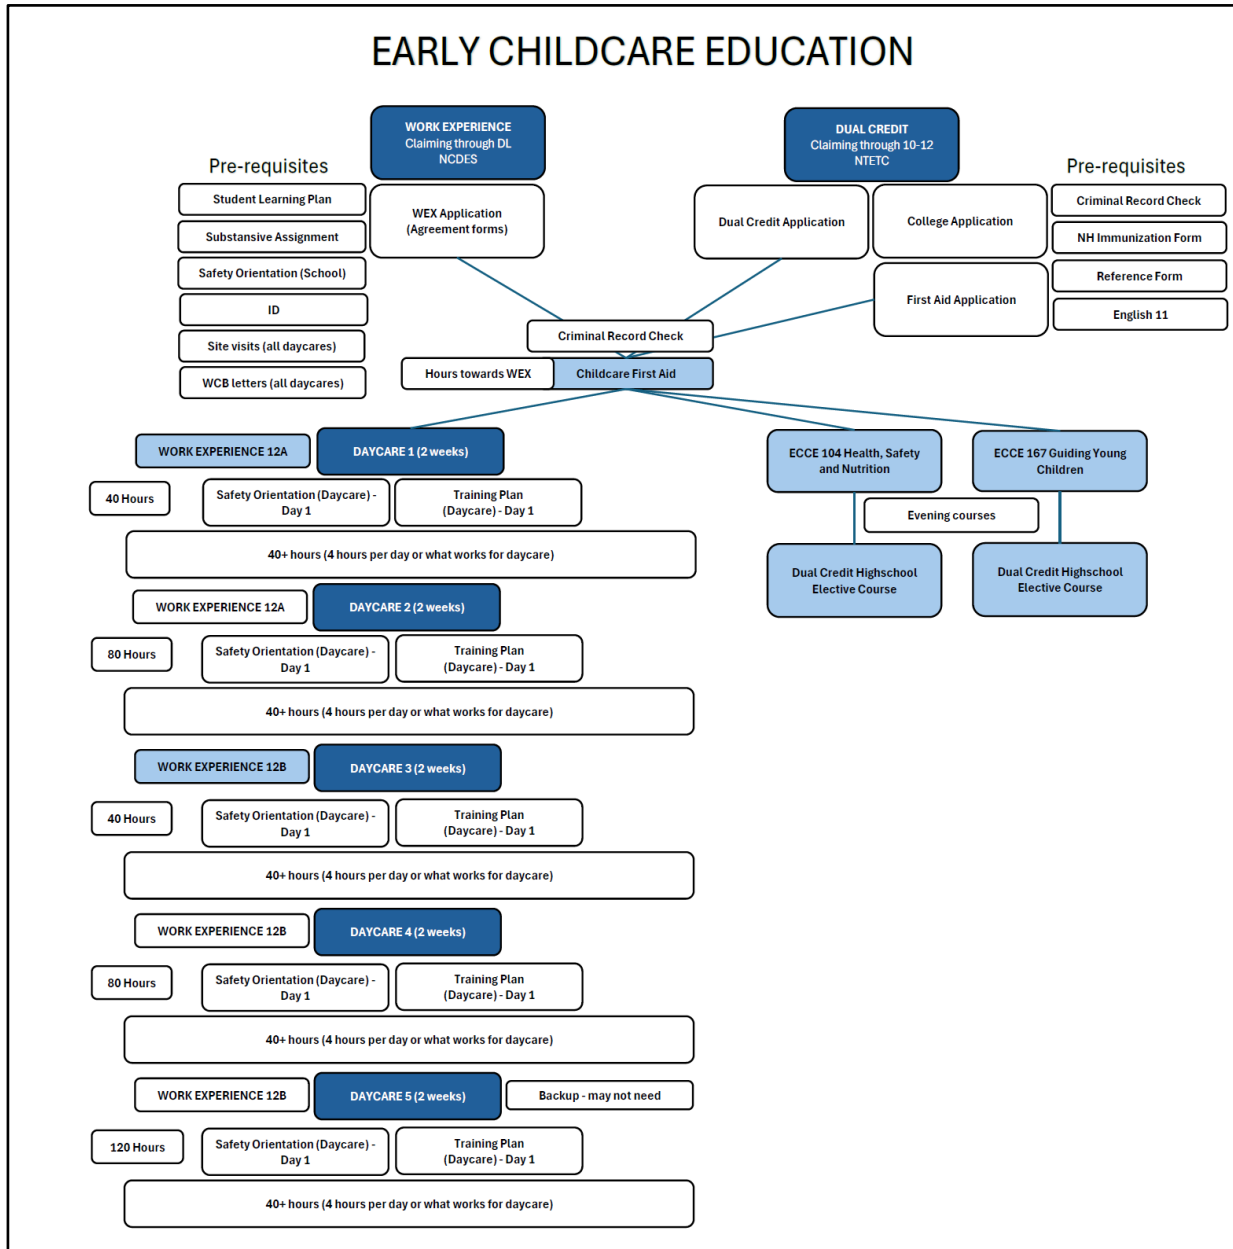 EARLY CHILDCARE EDUCATION
WORK EXPERIENCE
Claiming through DL
NCDES
DUAL CREDIT
Claiming through 10-12
NTETC
Pre-requisites
Student Learning Plan
Substansive Assignment
Safety Orientation (School)
ID
Site visits (all daycares)
WCB letters (all daycares)
WEX Application
(Agreement forms)
Dual Credit Application
College Application
First Aid Application
Pre-requisites
Criminal Record Check
NH Immunization Form
Reference Form
English 11
Criminal Record Check
Hours towards WEX
Childcare First Aid
WORK EXPERIENCE 12A
DAYCARE 1 (2 weeks)
40 Hours
Safety Orientation (Daycare) -
Day 1
Training Plan
(Daycare) - Day 1
40+ hours (4 hours per day or what works for daycare)
WORK EXPERIENCE 12A
DAYCARE 2 (2 weeks)
80 Hours
Safety Orientation (Daycare) -
Day 1
Training Plan
(Daycare) - Day 1
40+ hours (4 hours per day or what works for daycare)
WORK EXPERIENCE 12B
DAYCARE 3 (2 weeks)
40 Hours
Safety Orientation (Daycare) -
Day 1
Training Plan
(Daycare) - Day 1
40+ hours (4 hours per day or what works for daycare)
WORK EXPERIENCE 12B
DAYCARE 4 (2 weeks)
80 Hours
Safety Orientation (Daycare) -
Day 1
Training Plan
(Daycare) - Day 1
40+ hours (4 hours per day or what works for daycare)
WORK EXPERIENCE 12B
DAYCARE 5 (2 weeks)
Backup - may not need
120 Hours
Safety Orientation (Daycare) -
Day 1
Training Plan
(Daycare) - Day 1
40+ hours (4 hours per day or what works for daycare)
ECCE 104 Health, Safety
and Nutrition
ECCE 167 Guiding Young
Children
Evening courses
Dual Credit Highschool
Elective Course
Dual Credit Highschool
Elective Course